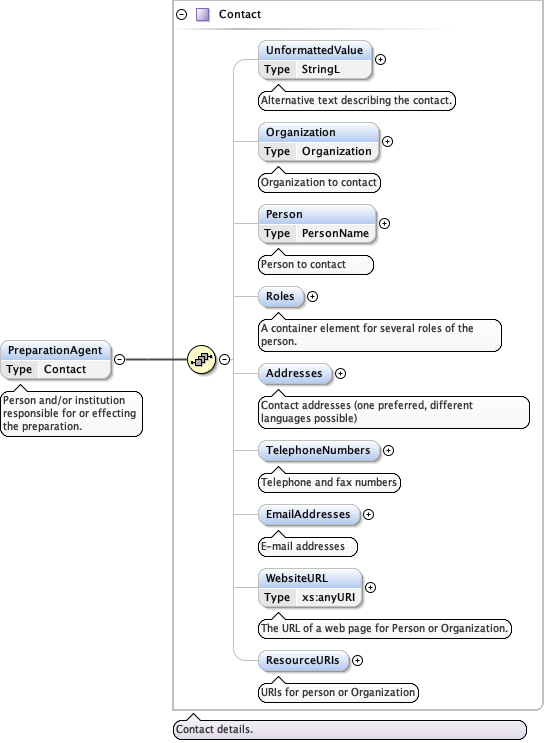 Contact
UnformattedValue
Type StringL
Alternative text describing the contact.
Organization
Type Organization
Organization to contact
Person
Type PersonName
Person to contact
Roles
A container element for several roles of the
person.
PreparationAgent
Type Contact
Person and/or institution
responsible for or effecting
the preparation.
Addresses
Contact addresses (one preferred, different
languages possible)
TelephoneNumbers
Telephone and fax numbers
EmailAddresses
E-mail addresses
WebsiteURL
Type xs:anyURI
The URL of a web page for Person or Organization.
ResourceURIs
URIs for person or Organization
Contact details.